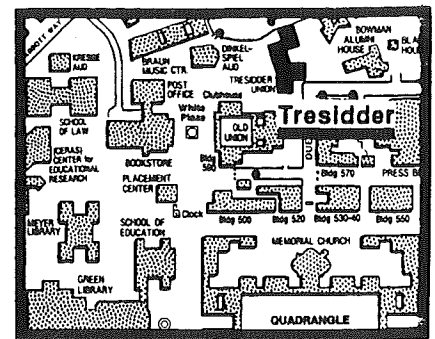 BOWMAN
ALUMNI
HOUSE
KRESGE
AUD
BRAUN
MUSIC CTR.
DINKEL-
SPIEL AUD
TRESIDDER
UNION
POST
OFFICE
Clubhouse
White
Plaza
Tresidder
SCHOOL
OF LAW
OLD
UNION
(CERAS)
CENTER for
EDUCATIONAL
RESEARCH
BOOKSTORE
Bldg
590
Bldg 570
PRESS
PLACEMENT
CENTER
Clock
Bldg 500
Bldg 520
Bldg 530-40
Bldg 550
MEYER
LIBRARY
SCHOOL OF
EDUCATION
MEMORIAL CHURCH
GREEN
LIBRARY
QUADRANGLE